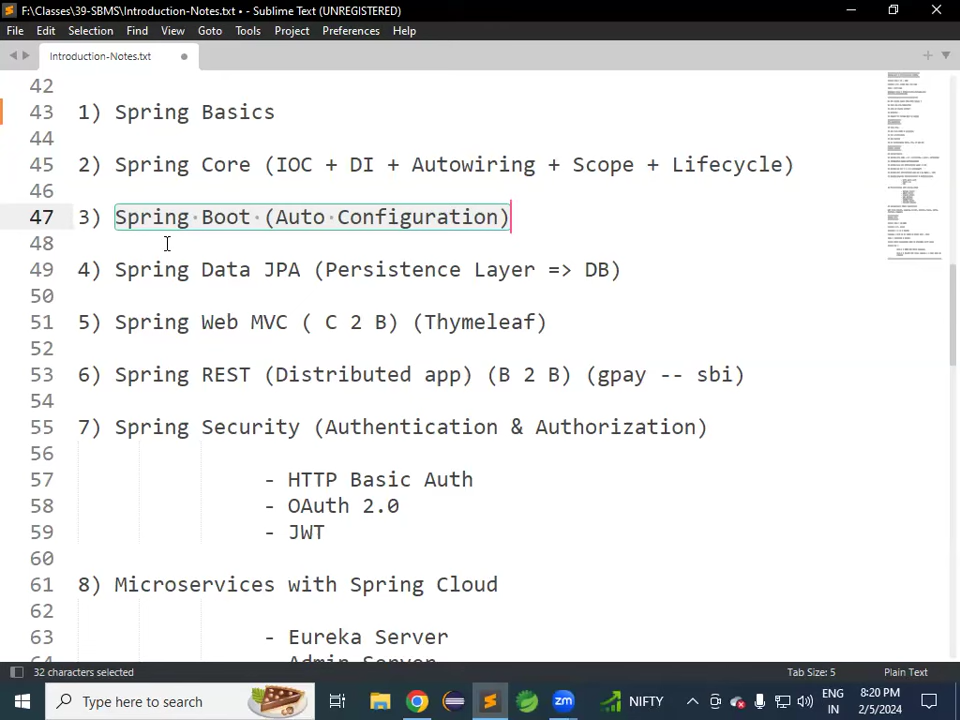 F:\Classes\39-SBMS\Introduction-Notes.txt • - Sublime Text (UNREGISTERED)
File Edit Selection Find View Goto Tools Project Preferences Help
Introduction-Notes.txt
42
43 1) Spring Basics
44
45 2) Spring Core (IOC + DI + Autowiring + Scope + Lifecycle)
46
47 3) Spring Boot (Auto Configuration)
48
49 4) Spring Data JPA (Persistence Layer => DB)
50
51 5) Spring Web MVC ( C 2 B) (Thymeleaf)
52
53 6) Spring REST (Distributed app) (B 2 B) (gpay -- sbi)
54
55 7) Spring Security (Authentication & Authorization)
56
57 - HTTP Basic Auth
58 - OAuth 2.0
59 - JWT
60
61 8) Microservices with Spring Cloud
62
63 - Eureka Server
64 - Admin Server
32 characters selected Tab Size: 5 Plain Text
Type here to search NIFTY ENG IN 8:20 PM 2/5/2024